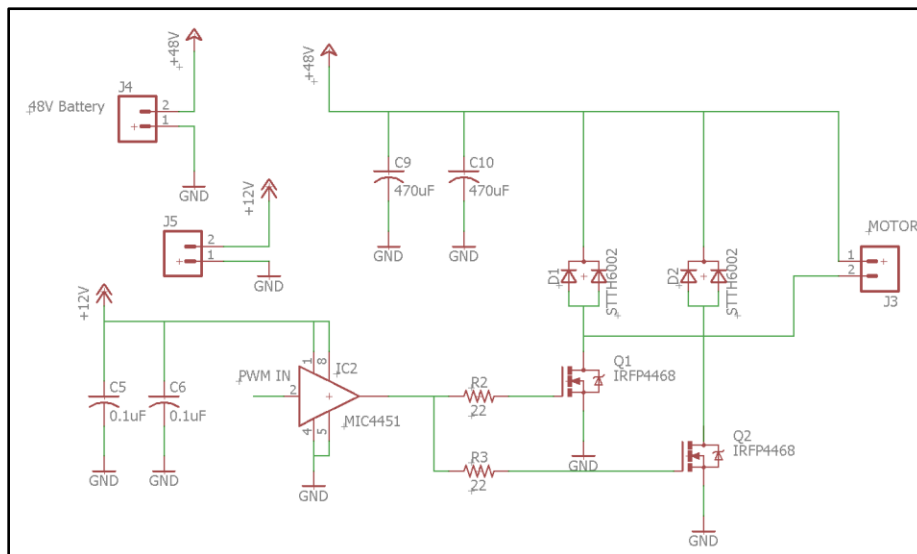 +48V
J4
48V Battery
2
1
GND
+12V
J5
2
1
GND
+48V
C9
470uF
GND
C10
470uF
GND
D1
STTH6002
D2
STTH6002
MOTOR
1
2
J3
+12V
C5
0.1uF
GND
C6
0.1uF
GND
PWM IN
2
1
8
IC2
MIC4451
4
5
GND
R2
22
R3
22
Q1
IRFP4468
GND
Q2
IRFP4468
GND